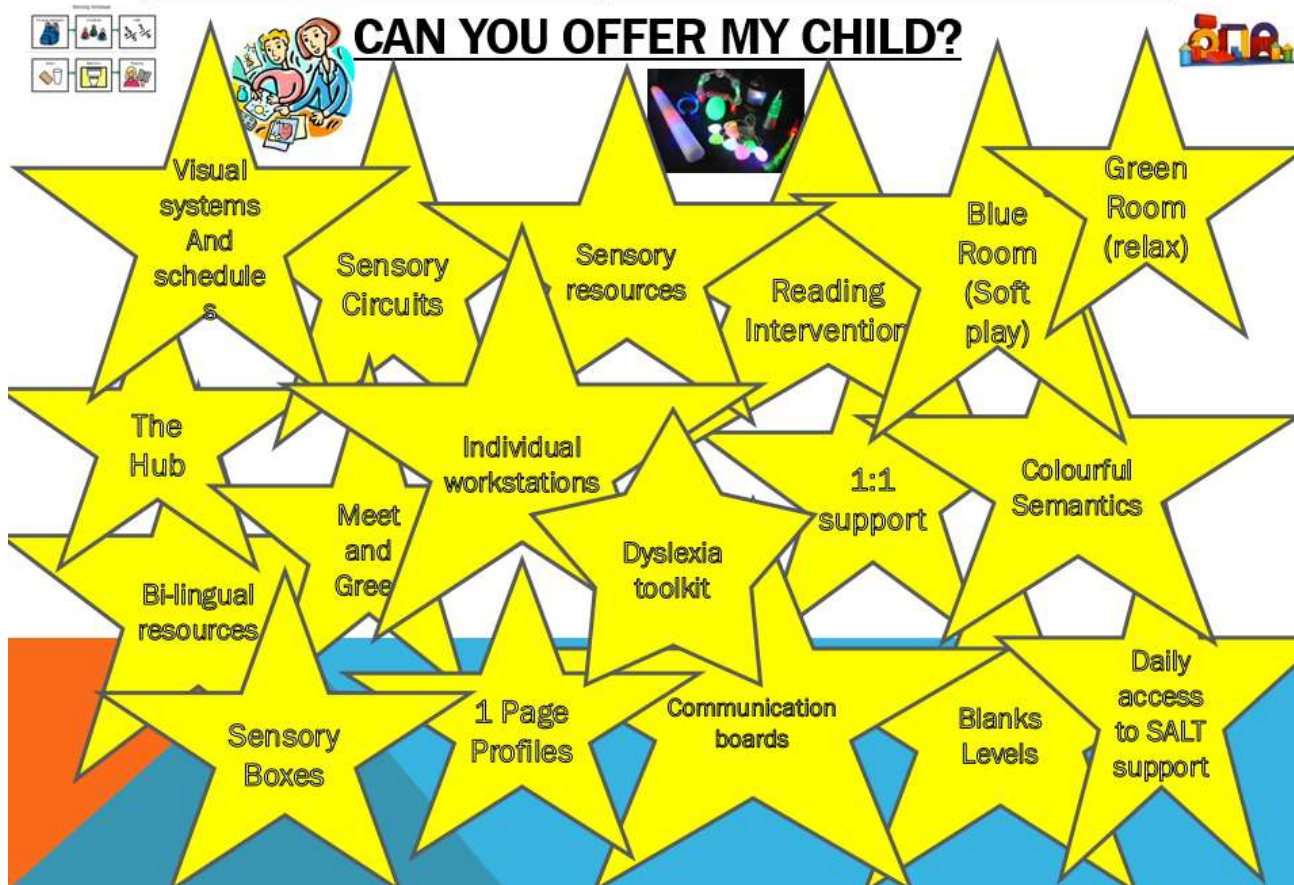 CAN YOU OFFER MY CHILD?
Visual
systems
And
schedule
s
Sensory
Circuits
Sensory
resources
Reading
Intervention
Blue
Room
(Soft
play)
Green
Room
(relax)
The
Hub
Meet
and
Gree
Individual
workstations
1:1
support
Colourful
Semantics
Bi-lingual
resources
Dyslexia
toolkit
Sensory
Boxes
1 Page
Profiles
Communication
boards
Blanks
Levels
Daily
access
to SALT
support